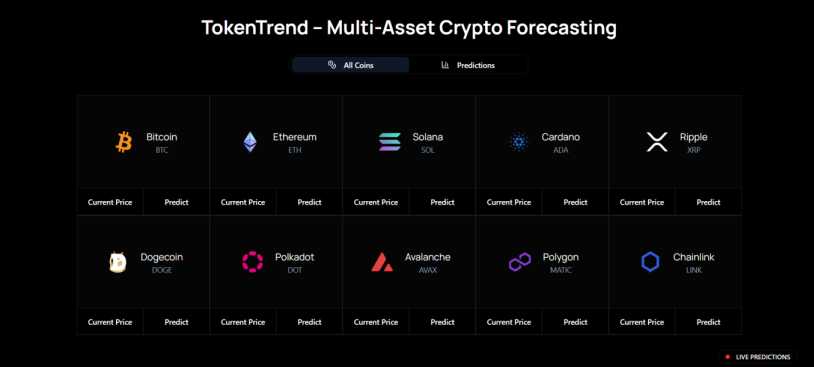 TokenTrend – Multi-Asset Crypto Forecasting
All Coins Predictions
Bitcoin Ethereum Solana Cardano Ripple
BTC ETH SOL ADA XRP
Current Price Predict Current Price Predict Current Price Predict Current Price Predict Current Price Predict
Dogecoin Polkadot Avalanche Polygon Chainlink
DOGE DOT AVAX MATIC LINK
Current Price Predict Current Price Predict Current Price Predict Current Price Predict Current Price Predict
LIVE PREDICTIONS